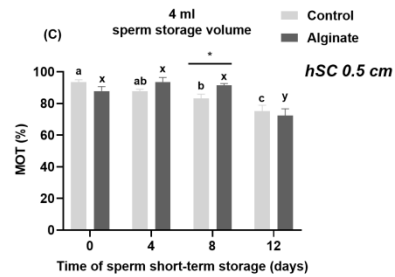 4 ml
sperm storage volume
(C)
Control
Alginate
hSC 0.5 cm
MOT (%)
100
80
60
40
20
0
a
x
ab
x
*
b
x
c
y
0
4
8
12
Time of sperm short-term storage (days)